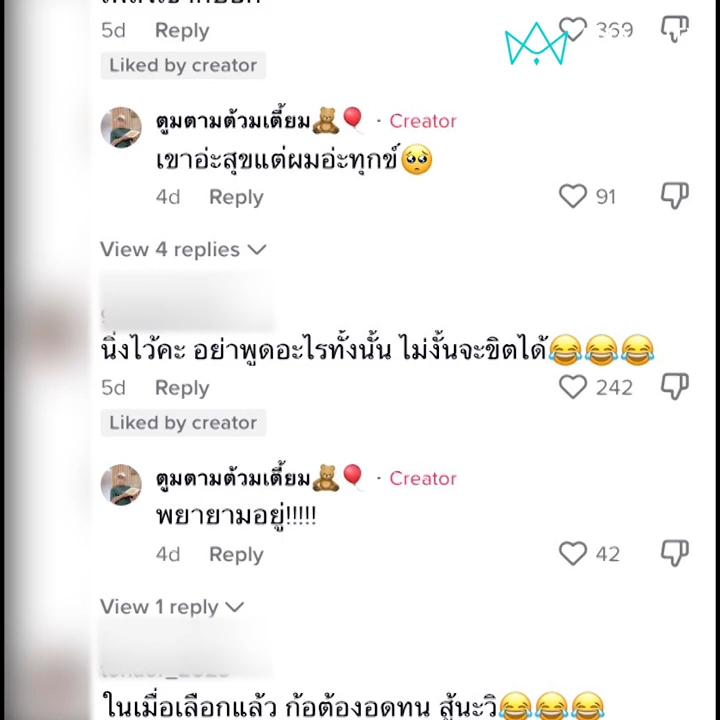 5d Reply 369
Liked by creator
ตูมตามต้วมเตี้ยม🧸🎈 · Creator
เขาอ่ะสุขแต่ผมอ่ะทุกข์🥺
4d Reply 91
View 4 replies
นิ่งไว้คะ อย่าพูดอะไรทั้งนั้น ไม่งั้นจะขิตได้😂😂😂
5d Reply 242
Liked by creator
ตูมตามต้วมเตี้ยม🧸🎈 · Creator
พยายามอยู่!!!!!
4d Reply 42
View 1 reply
ในเมื่อเลือกแล้ว ก้อต้องอดทน สู้นะวิ😂😂😂